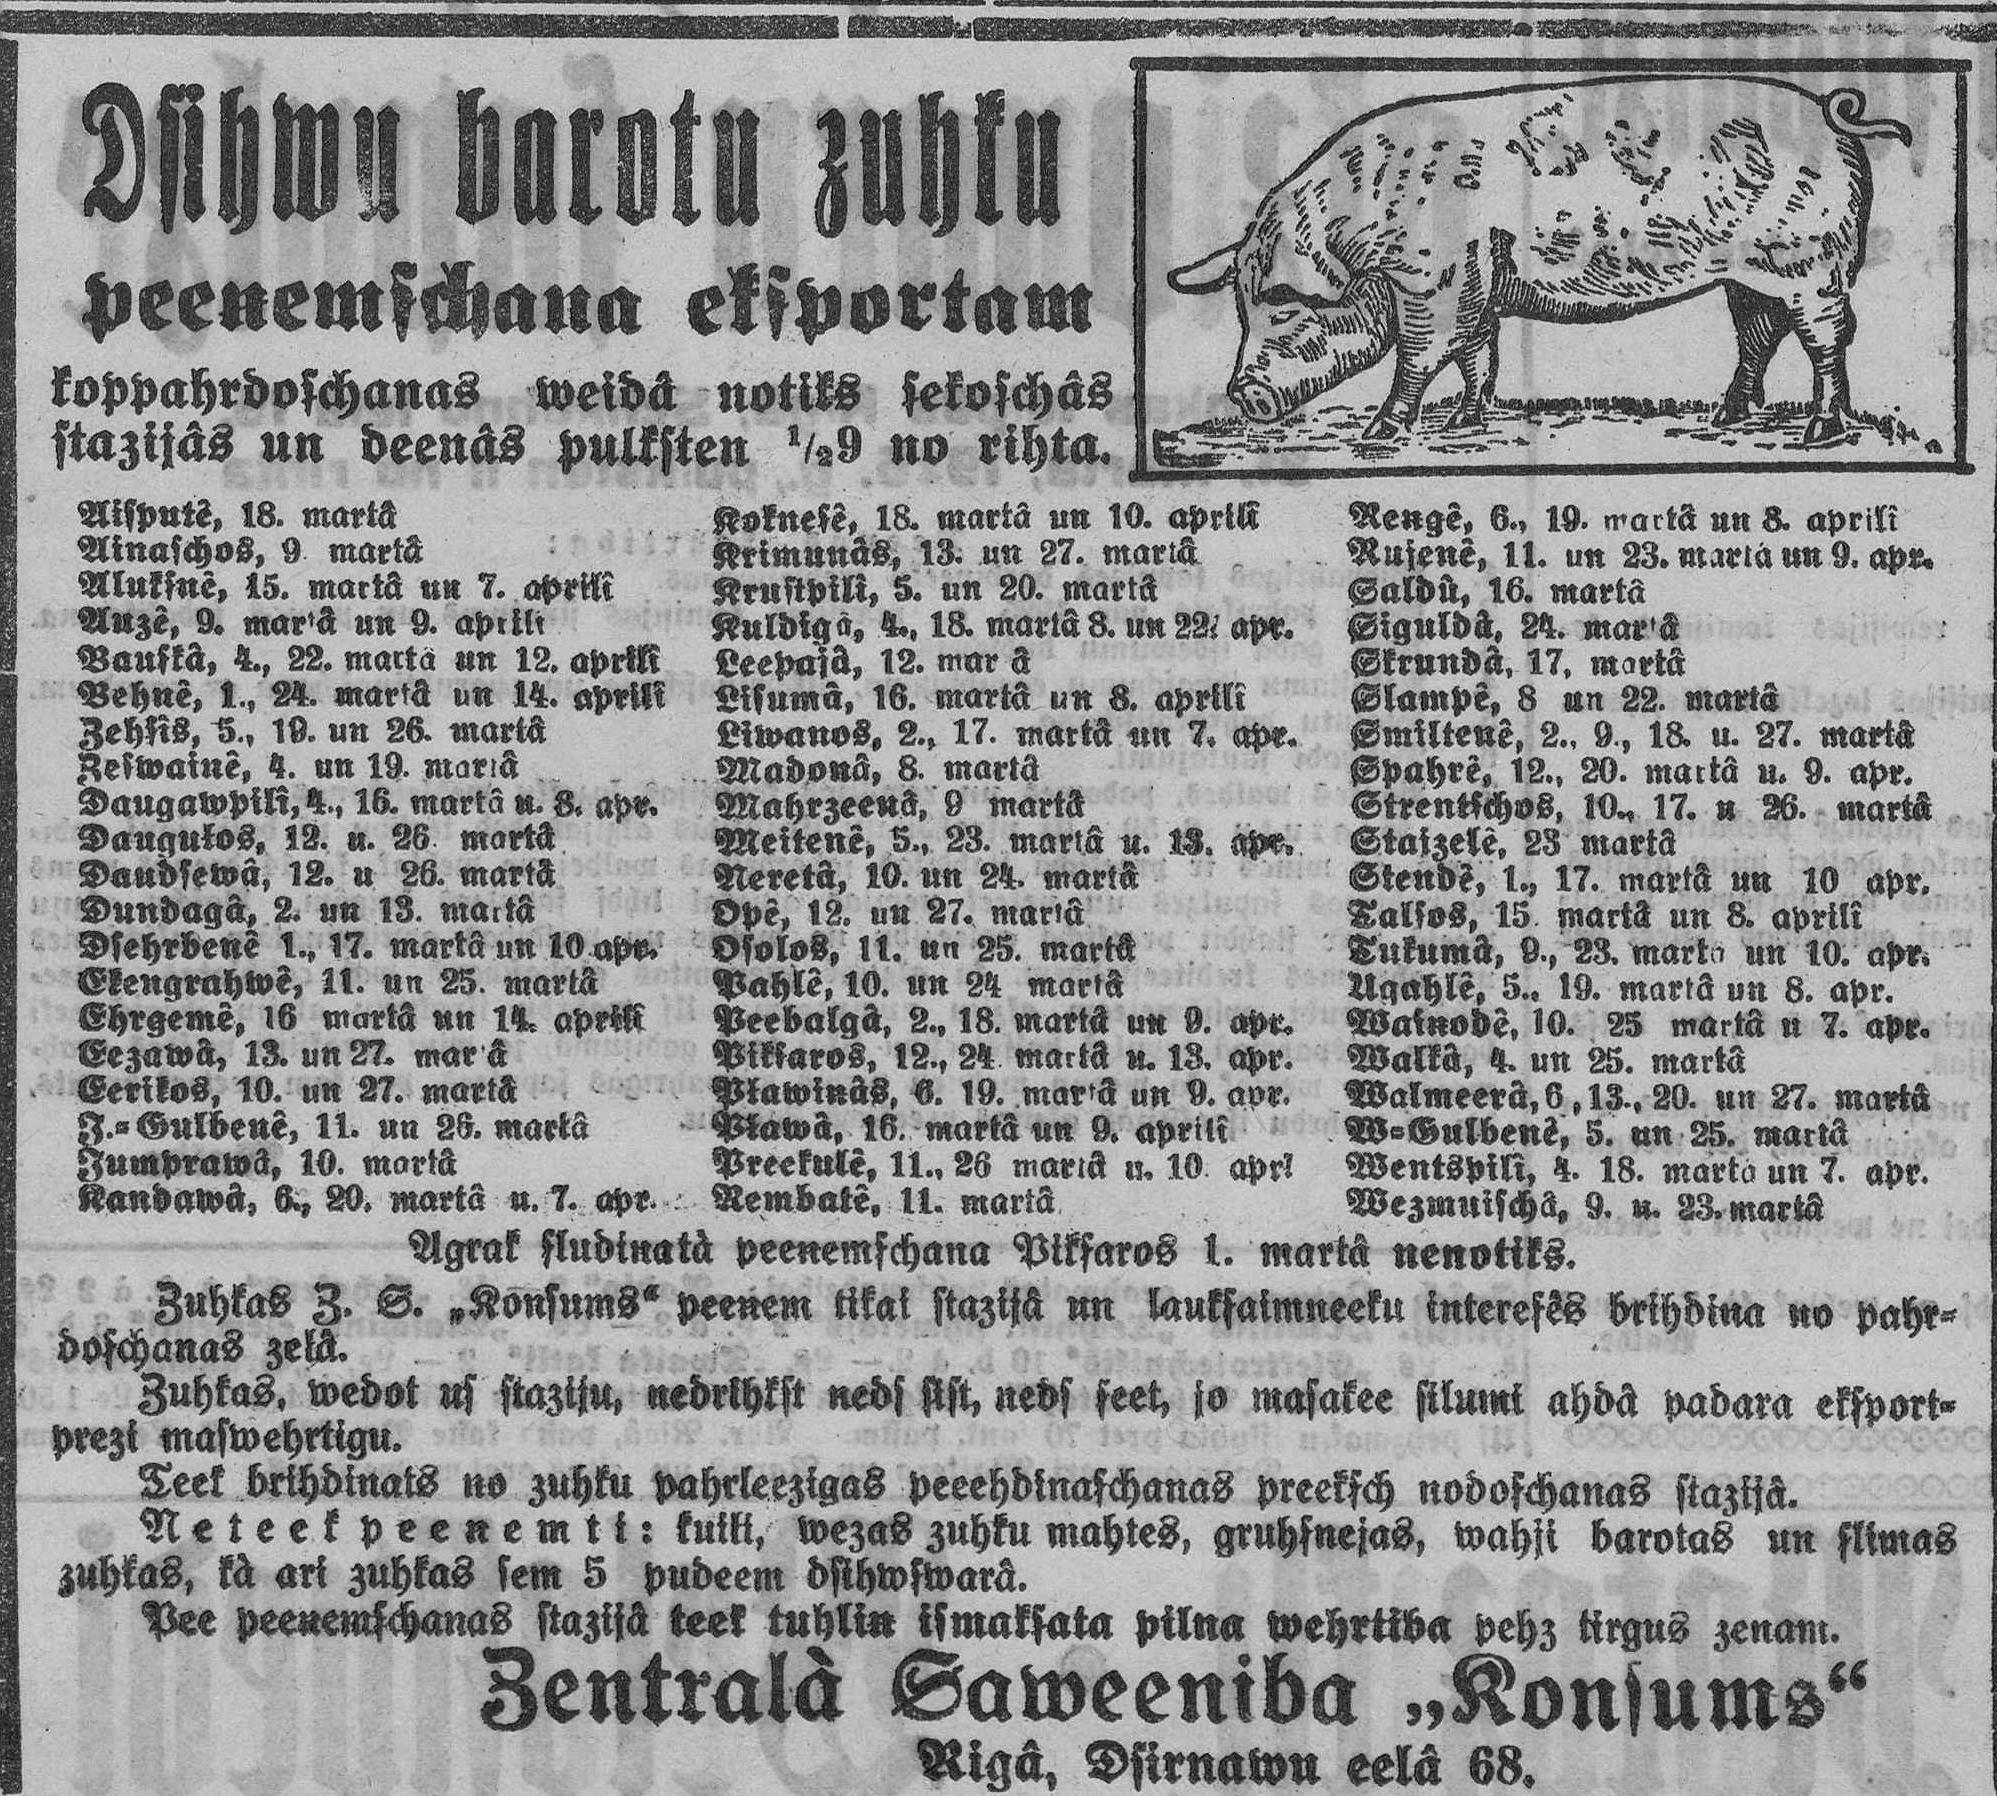 Dſihwu barotu zuhku
peenemſchana ekſportam
koppahrdoſchanas weidâ notiks ſekoſchâs
stazijâs un deenâs pulkſten 1/29 no rihta.
Aiſputê, 18. martâ
Ainaſchos, 9 martâ
Alukſnê, 15. martâ un 7. aprilî
Auzê, 9. martâ un 9. aprili
Bauſkâ, 4., 22. martâ un 12. aprilî
Behnê, 1., 24. martâ un 14. aprilî
Zehſîs, 5., 19. un 26. martâ
Zeſwainê, 4. un 19. martâ
Daugawpilî, 4., 16. martâ u. 8. apr.
Daugułos, 12. u. 26. martâ
Daudſewâ, 12. u 26. martâ
Dundagâ, 2. un 13. martâ
Dſehrbenê 1., 17. martâ un 10 apr.
Ekengrahwê, 11. un 25. martâ
Ehrgemê, 16 martâ un 14. aprilî
Eezawâ, 13. un 27. mar â
Eerikos, 10. un 27. martâ
J.=Gulbenê, 11. un 26. martâ
Jumprawâ, 10. martâ
Kandawâ, 6., 20. martâ u. 7. apr.
Kokneſê, 18. martâ un 10. aprilî
Krimunâs, 13. un 27. martâ
Kruſtpilî, 5. un 20. martâ
Kuldigâ, 4., 18. martâ 8. un 22. apr.
Leepajâ, 12. mar â
Liſumâ, 16. martâ un 8. aprilî
Liwanos, 2., 17. martâ un 7. apr.
Madonâ, 8. martâ
Mahrzeenâ, 9 martâ
Meitenê, 5., 23. martâ u. 13. apr.
Neretâ, 10. un 24. martâ
Opê, 12. un 27. martâ
Oſolos, 11. un 25. martâ
Pahlê, 10. un 24 martâ
Peebalgâ, 2., 18. martâ un 9. apr.
Pikſaros, 12., 24. martâ u. 13. apr.
Pławinâs, 6. 19. martâ un 9. apr.
Pławâ, 16. martâ un 9. aprilî
Preekulê, 11., 26 martâ u. 10 apr.
Rembatê, 11. martâ
Rengê, 6., 19. martâ un 8. aprilî
Rujenê, 11. un 23. martâ un 9. apr.
Saldû, 16. martâ
Siguldâ, 24. martâ
Skrundâ, 17, martâ
Slampê, 8 un 22. martâ
Smiltenê, 2., 9., 18. u. 27. martâ
Spahrê, 12., 20. martâ u. 9. apr.
Strentſchos, 10., 17. u 26. martâ
Staizelê, 23 martâ
Stendê, 1., 17. martâ un 10 apr.
Talſos, 15 martâ un 8. aprilî
Tukumâ, 9., 23. marta un 10. apr.
Ugahlê, 5., 19. martâ un 8. apr.
Wainodê, 10. 25 martâ u 7. apr.
Walkâ, 4. un 25. martâ
Walmeerâ, 6, 13., 20. un 27. martâ
W=Gulbenê, 5. un 25. martâ
Wentspilî, 4. 18. marta un 7. apr.
Wezmuiſchâ, 9. u. 23. martâ
Agrak ſludinatà peenemſchana Pikſaros 1. martâ nenotiks.
Zuhkas Z. S. „Konſums“ peenem tikai stazijâ un laukſaimneeku intereſês brihdina no pahr=
doſchanas zelâ.
Zuhkas, wedot uſ staziju, nedrihkſt nedſ ſist, nedſ ſeet, jo maſakee ſilumi ahdâ padara ekſport=
prezi maſwehrtigu.
Teek brihdinats no zuhku pahrleezigas peeehdinaſchanas preekſch nodoſchanas stazijâ.
Neteek peenemti: kuili, wezas zuhku mahtes, gruhſnejas, wahji barotas un ſlimas
zuhkas, kà ari zuhkas ſem 5 pudeem dſihwſwarâ.
Pee peenemſchanas stazijâ teek tuhlin iſmakſata pilna wehrtiba pehz tirgus zenam.
Zentralà Saweeniba „Konſums“
Rigâ, Dſirnawu eelâ 68.